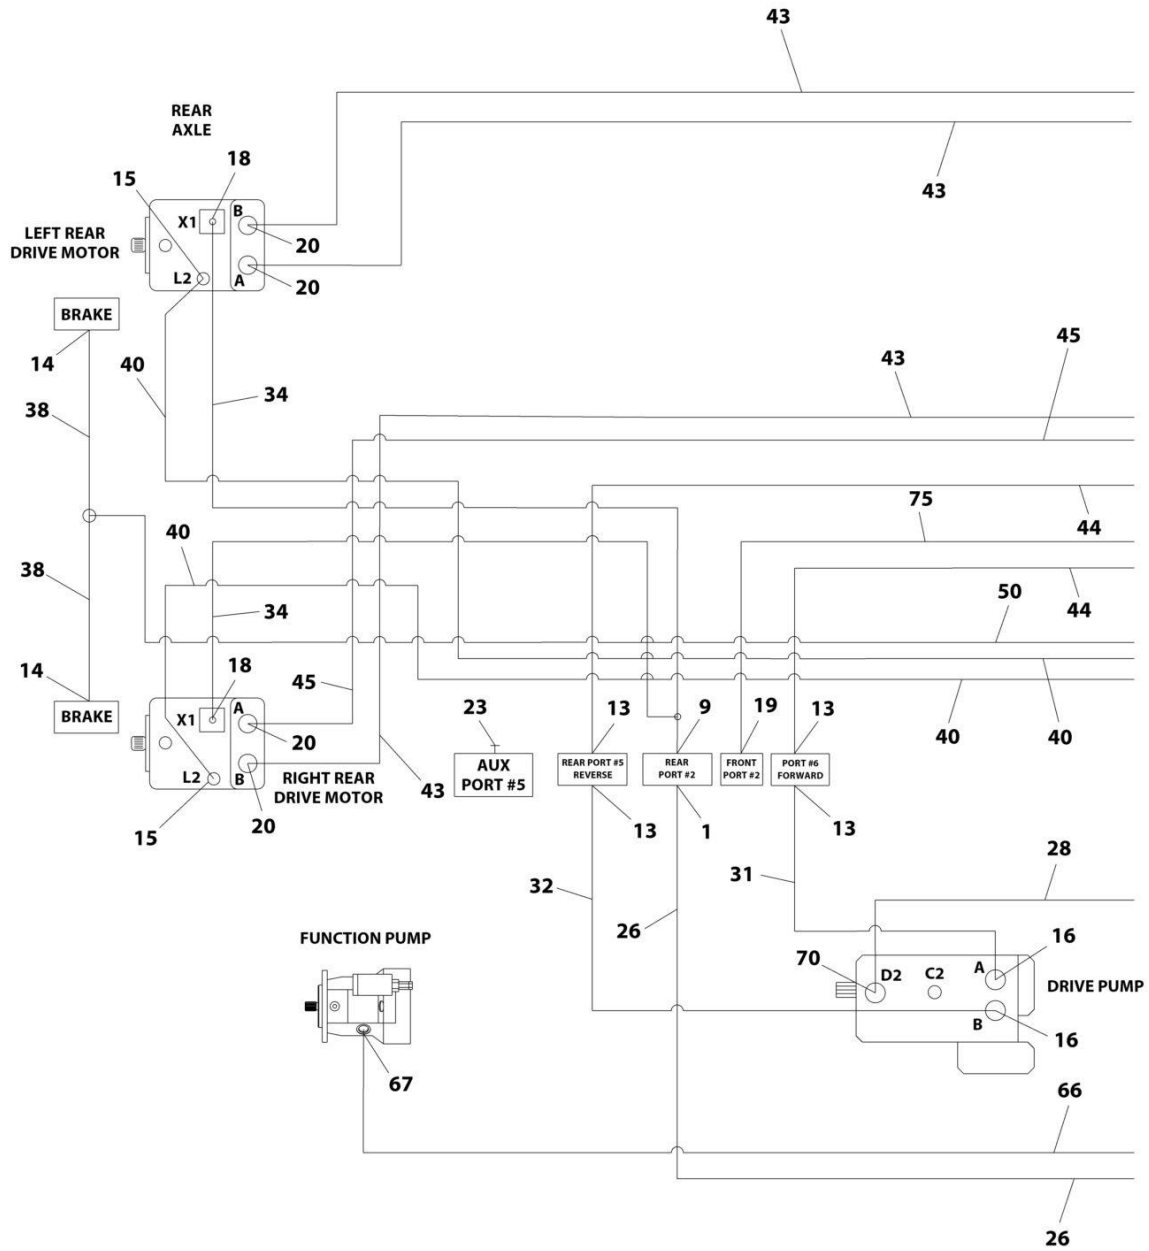 43
REAR
AXLE
18
15
43
X1
B
LEFT REAR
DRIVE MOTOR
20
L2
A
20
BRAKE
45
14
40
43
34
38
75
44
40
38
34
50
44
14
18
45
BRAKE
X1
A
23
13
9
19
13
40
40
20
AUX
PORT #5
REAR PORT #5
REVERSE
REAR
PORT #2
FRONT
PORT #2
PORT #6
FORWARD
L2
B
RIGHT REAR
DRIVE MOTOR
43
15
20
13
1
13
28
31
32
26
FUNCTION PUMP
16
70
D2
C2
A
DRIVE PUMP
B
16
67
66
26